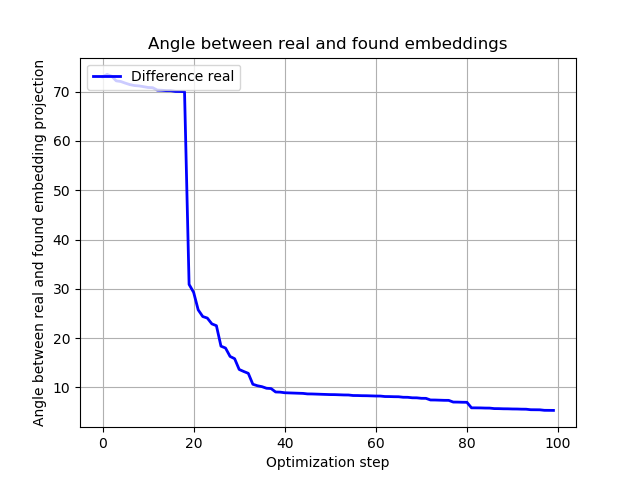 Angle between real and found embeddings
Difference real
Angle between real and found embedding projection
70
60
50
40
30
20
10
0 20 40 60 80 100
Optimization step